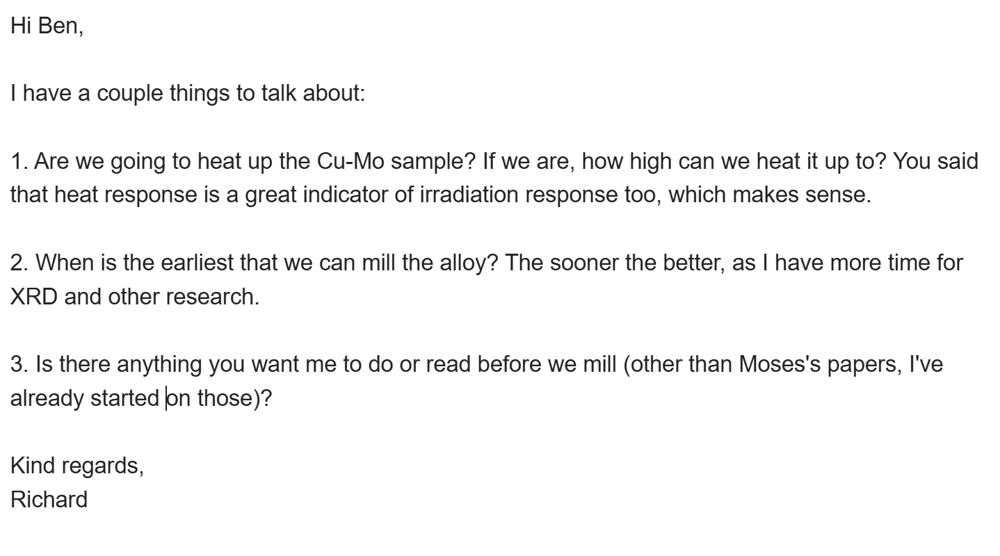 Hi Ben,
I have a couple things to talk about:
1. Are we going to heat up the Cu-Mo sample? If we are, how high can we heat it up to? You said
that heat response is a great indicator of irradiation response too, which makes sense.
2. When is the earliest that we can mill the alloy? The sooner the better, as I have more time for
XRD and other research.
3. Is there anything you want me to do or read before we mill (other than Moses's papers, I've
already started on those)?
Kind regards,
Richard